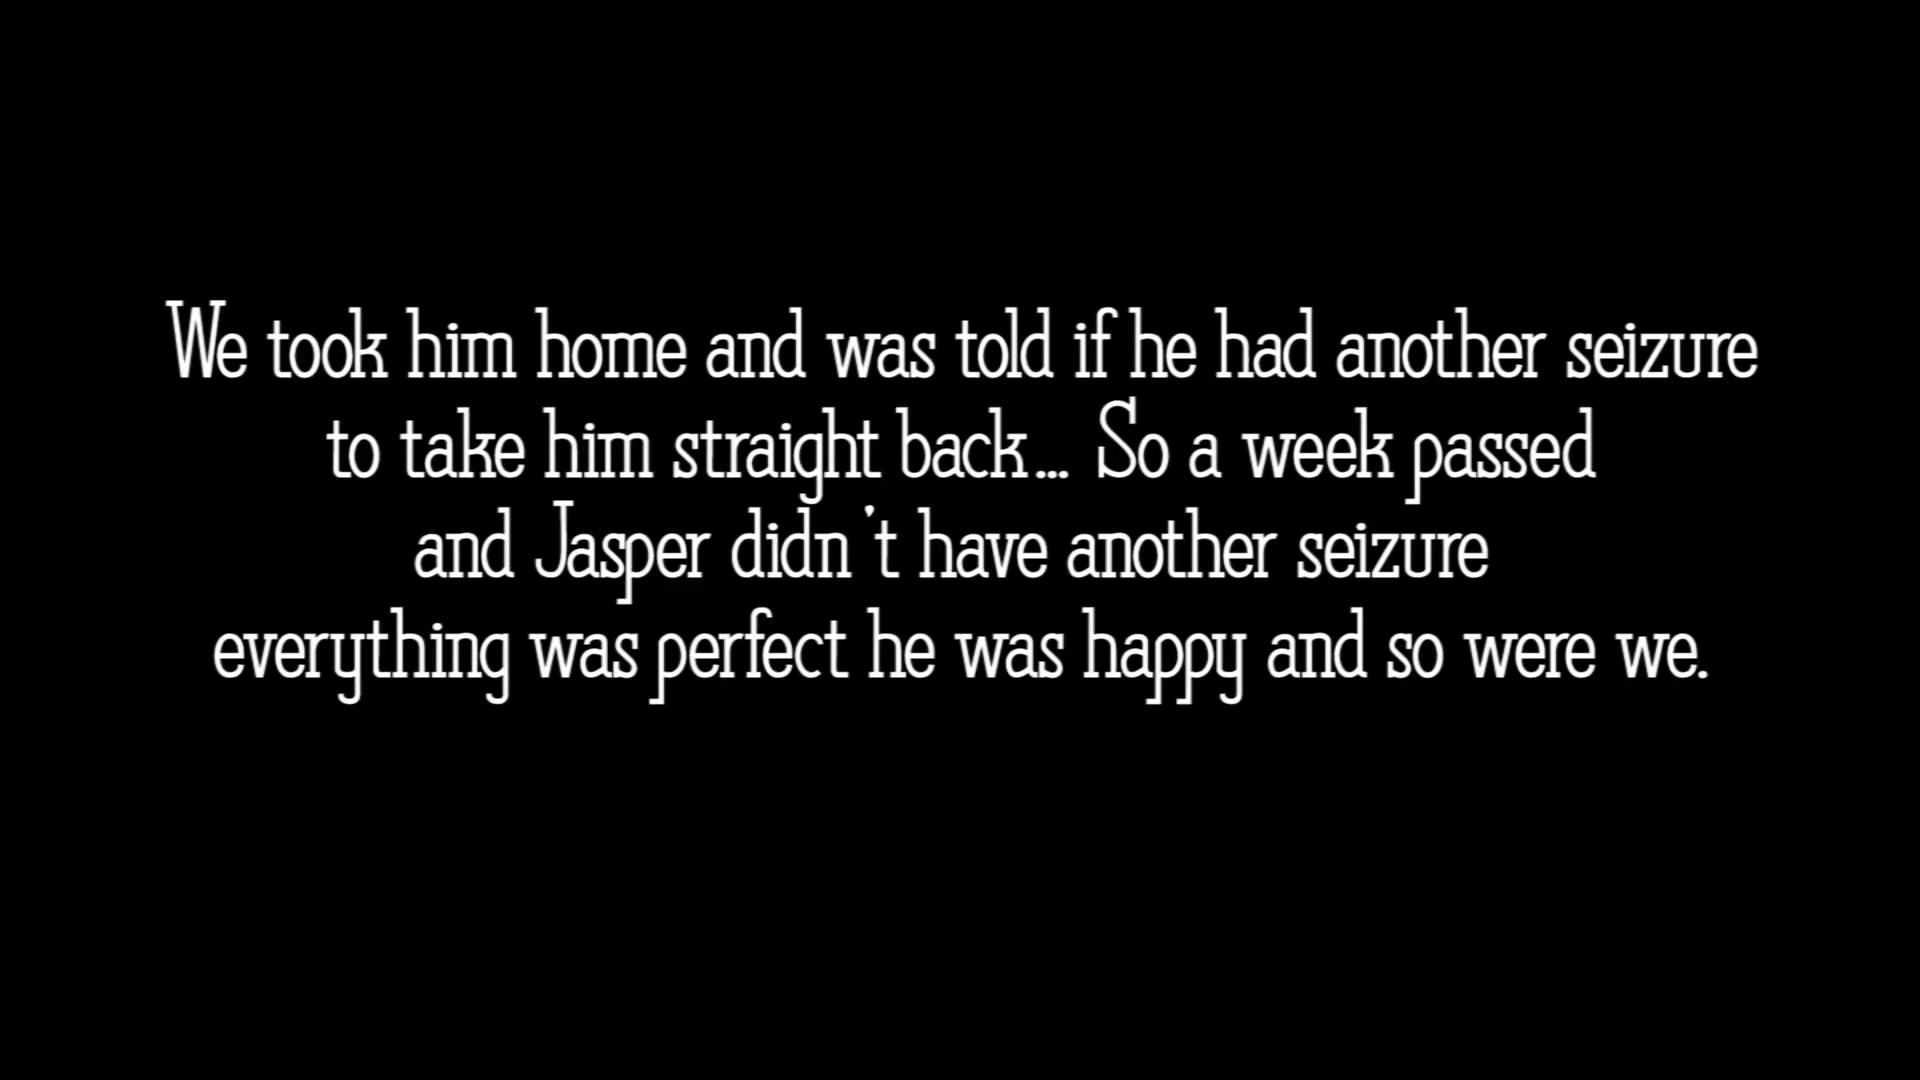 We took him home and was told if he had another seizure
to take him straight back... So a week passed
and Jasper didn't have another seizure
everything was perfect he was happy and so were we.